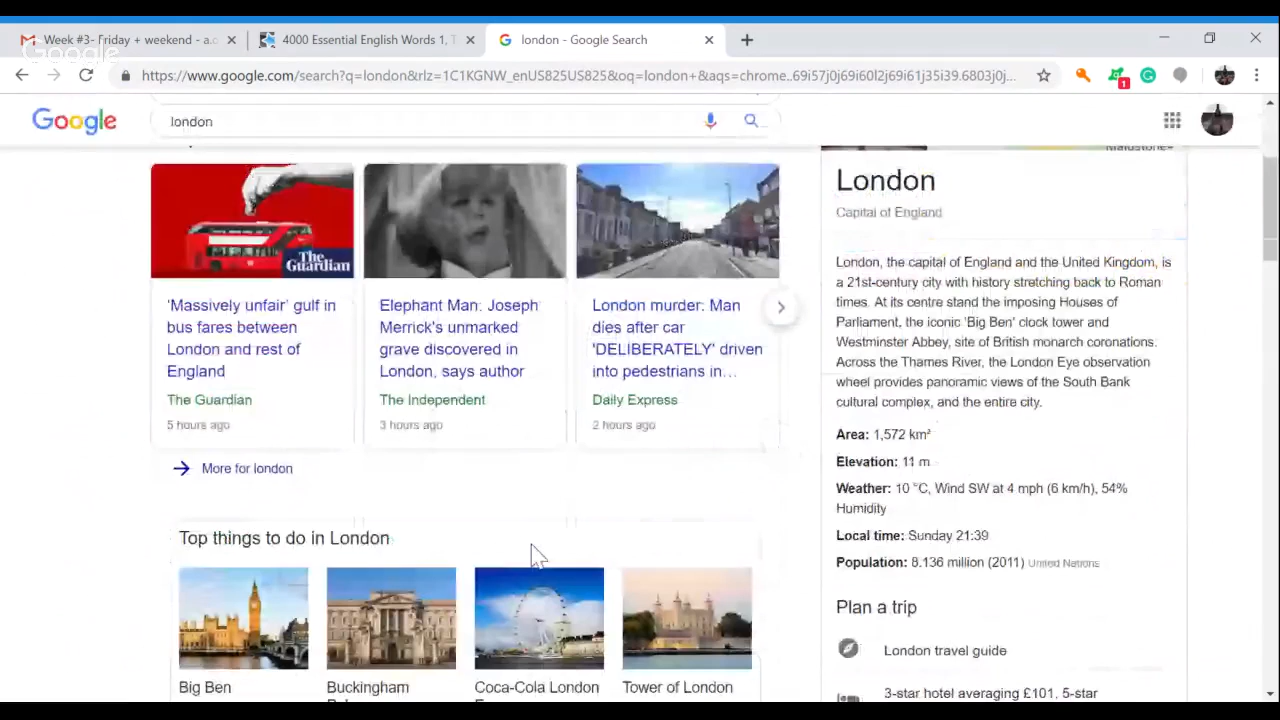 Week #3- Friday + weekend - a.c
4000 Essential English Words 1, T
london - Google Search
Google
https://www.google.com/search?q=london&rlz=1C1KGNW_enUS825US825&oq=london+&aqs=chrome..69i57j0j69i60l2j69i61j35i39.6803j0j...
1
Google
london
The Guardian
'Massively unfair' gulf in
bus fares between
London and rest of
England
The Guardian
5 hours ago
Elephant Man: Joseph
Merrick's unmarked
grave discovered in
London, says author
The Independent
3 hours ago
London murder: Man
dies after car
'DELIBERATELY' driven
into pedestrians in…
Daily Express
2 hours ago
More for london
Top things to do in London
Big Ben
Buckingham
Coca-Cola London
Tower of London
Maidstone
London
Capital of England
London, the capital of England and the United Kingdom, is
a 21st-century city with history stretching back to Roman
times. At its centre stand the imposing Houses of
Parliament, the iconic 'Big Ben' clock tower and
Westminster Abbey, site of British monarch coronations.
Across the Thames River, the London Eye observation
wheel provides panoramic views of the South Bank
cultural complex, and the entire city.
Area: 1,572 km²
Elevation: 11 m
Weather: 10 °C, Wind SW at 4 mph (6 km/h), 54%
Humidity
Local time: Sunday 21:39
Population: 8.136 million (2011) United Nations
Plan a trip
London travel guide
3-star hotel averaging £101, 5-star